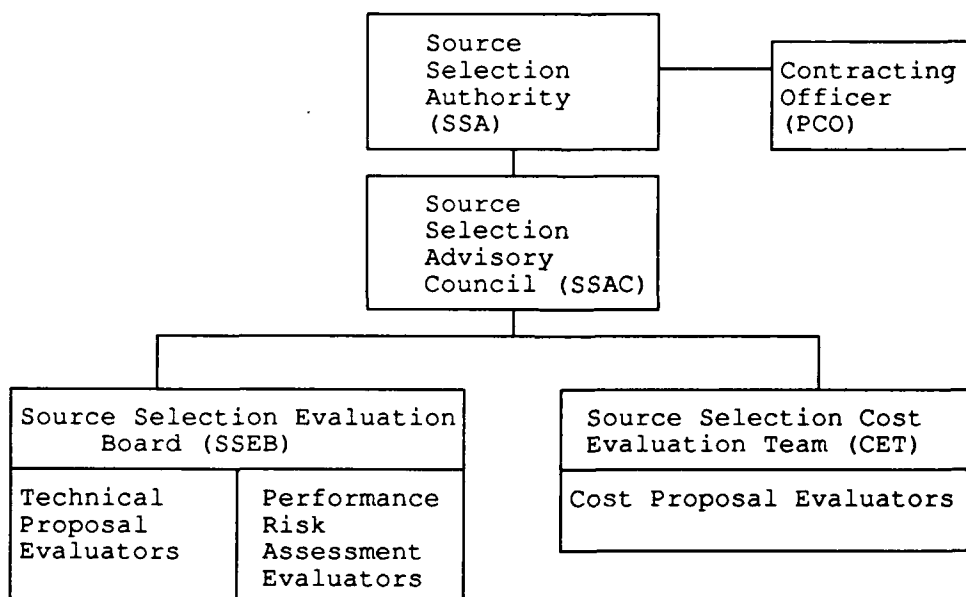 Source
Selection
Authority
(SSA)
Contracting
Officer
(PCO)
Source
Selection
Advisory
Council (SSAC)
Source Selection Evaluation
Board (SSEB)
Technical
Proposal
Evaluators
Performance
Risk
Assessment
Evaluators
Source Selection Cost
Evaluation Team (CET)
Cost Proposal Evaluators